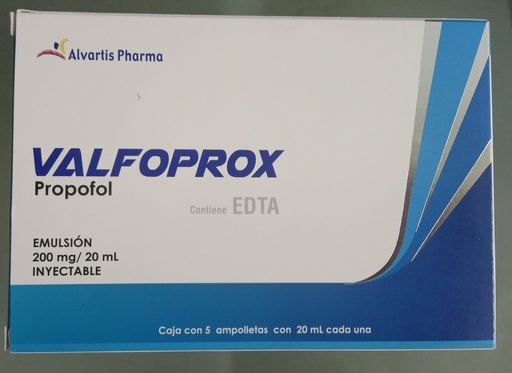 Alvartis Pharma
VALFOPROX
Propofol
Contiene EDTA
EMULSIÓN
200 mg/ 20 mL
INYECTABLE
Caja con 5 ampolletas con 20 mL cada una